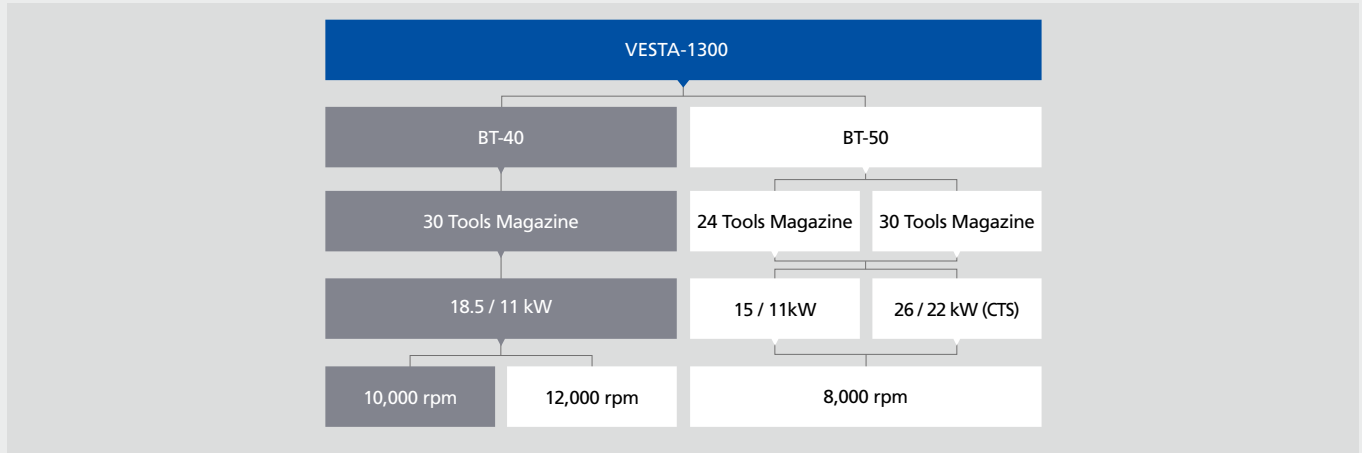 VESTA-1300
BT-40
BT-50
30 Tools Magazine
24 Tools Magazine
30 Tools Magazine
18.5 / 11 kW
15 / 11kW
26 / 22 kW (CTS)
10,000 rpm
12,000 rpm
8,000 rpm